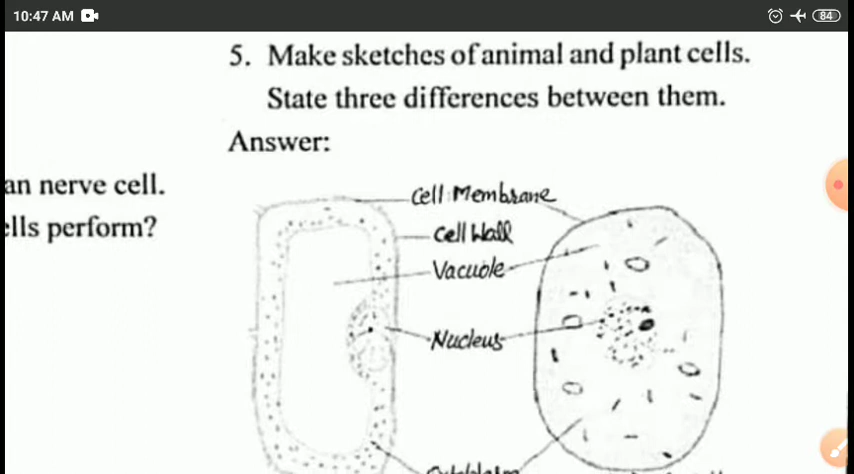 10:47 AM
84
5. Make sketches of animal and plant cells.
State three differences between them.
Answer:
an nerve cell.
ells perform?
Cell Membrane
Cell Wall
Vacuole
Nucleus